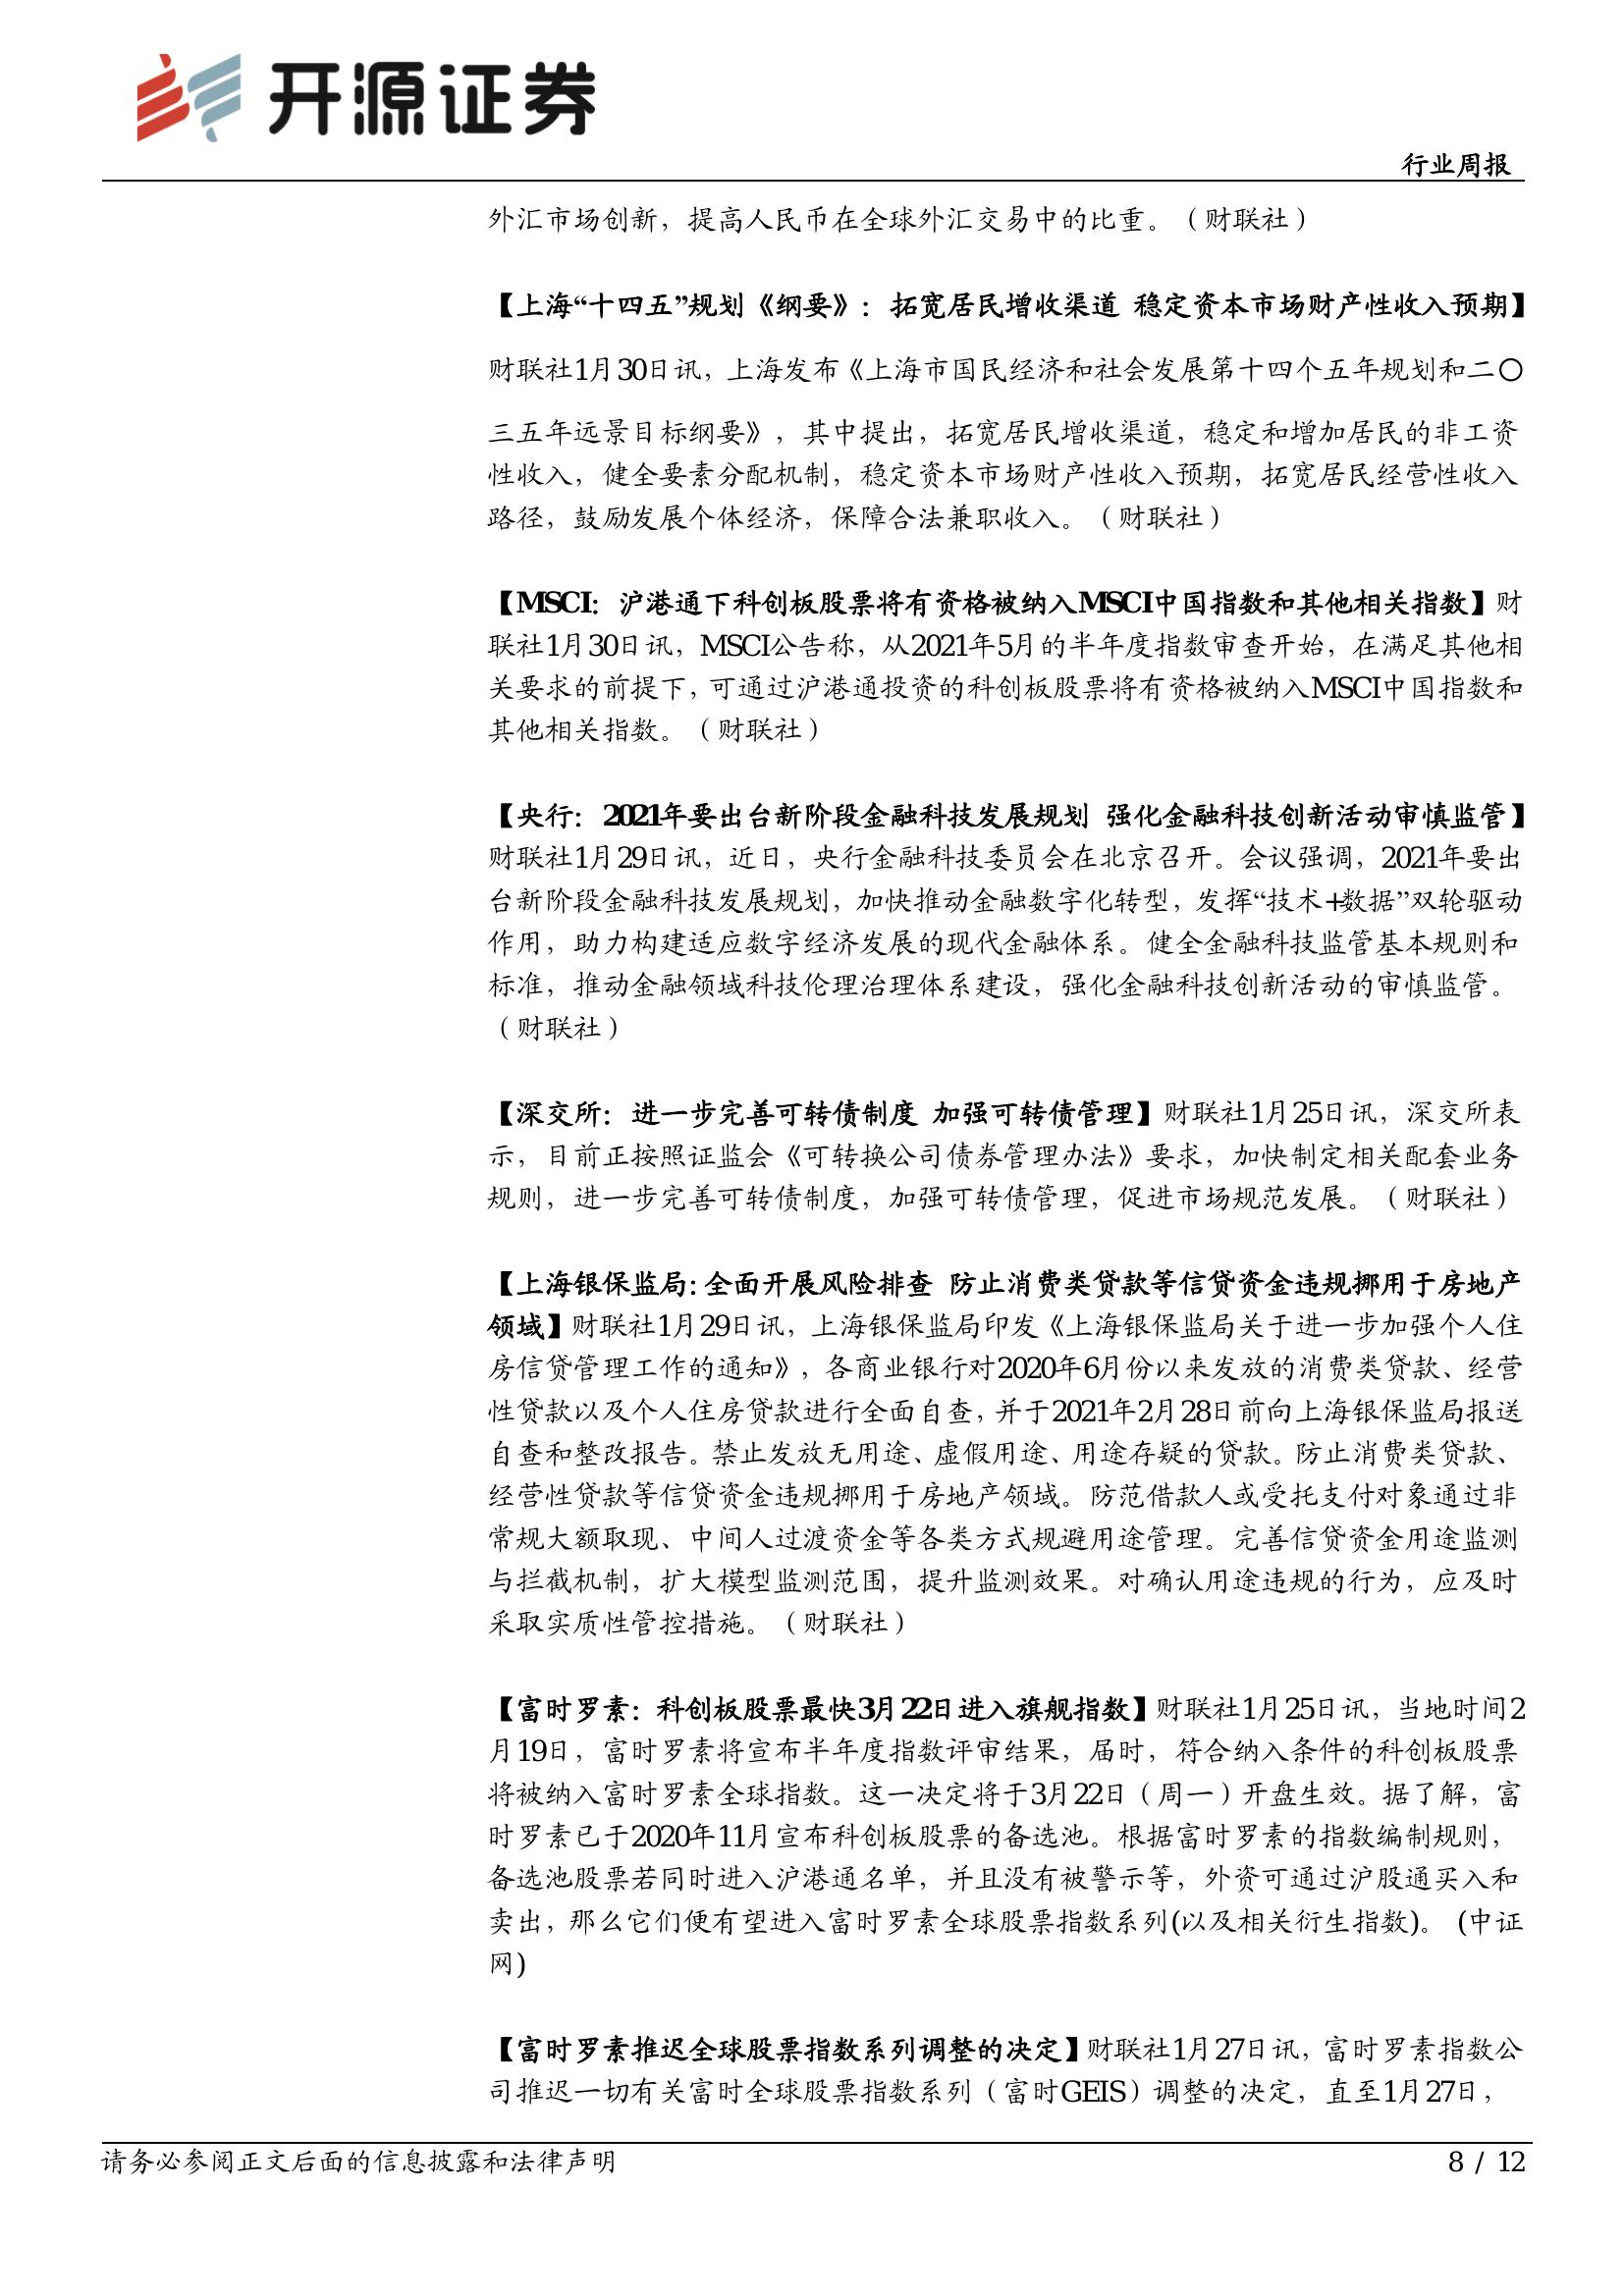 开源证券
行业周报
外汇市场创新，提高人民币在全球外汇交易中的比重。（财联社）
【上海“十四五”规划《纲要》：拓宽居民增收渠道 稳定资本市场财产性收入预期】
财联社1月30日讯，上海发布《上海市国民经济和社会发展第十四个五年规划和二〇
三五年远景目标纲要》，其中提出，拓宽居民增收渠道，稳定和增加居民的非工资
性收入，健全要素分配机制，稳定资本市场财产性收入预期，拓宽居民经营性收入
路径，鼓励发展个体经济，保障合法兼职收入。（财联社）
【MSCI：沪港通下科创板股票将有资格被纳入MSCI中国指数和其他相关指数】财
联社1月30日讯，MSCI公告称，从2021年5月的半年度指数审查开始，在满足其他相
关要求的前提下，可通过沪港通投资的科创板股票将有资格被纳入MSCI中国指数和
其他相关指数。（财联社）
【央行：2021年要出台新阶段金融科技发展规划 强化金融科技创新活动审慎监管】
财联社1月29日讯，近日，央行金融科技委员会在北京召开。会议强调，2021年要出
台新阶段金融科技发展规划，加快推动金融数字化转型，发挥“技术+数据”双轮驱动
作用，助力构建适应数字经济发展的现代金融体系。健全金融科技监管基本规则和
标准，推动金融领域科技伦理治理体系建设，强化金融科技创新活动的审慎监管。
（财联社）
【深交所：进一步完善可转债制度 加强可转债管理】财联社1月25日讯，深交所表
示，目前正按照证监会《可转换公司债券管理办法》要求，加快制定相关配套业务
规则，进一步完善可转债制度，加强可转债管理，促进市场规范发展。（财联社）
【上海银保监局：全面开展风险排查 防止消费类贷款等信贷资金违规挪用于房地产
领域】财联社1月29日讯，上海银保监局印发《上海银保监局关于进一步加强个人住
房信贷管理工作的通知》，各商业银行对2020年6月份以来发放的消费类贷款、经营
性贷款以及个人住房贷款进行全面自查，并于2021年2月28日前向上海银保监局报送
自查和整改报告。禁止发放无用途、虚假用途、用途存疑的贷款。防止消费类贷款、
经营性贷款等信贷资金违规挪用于房地产领域。防范借款人或受托支付对象通过非
常规大额取现、中间人过渡资金等各类方式规避用途管理。完善信贷资金用途监测
与拦截机制，扩大模型监测范围，提升监测效果。对确认用途违规的行为，应及时
采取实质性管控措施。（财联社）
【富时罗素：科创板股票最快3月22日进入旗舰指数】财联社1月25日讯，当地时间2
月19日，富时罗素将宣布半年度指数评审结果，届时，符合纳入条件的科创板股票
将被纳入富时罗素全球指数。这一决定将于3月22日（周一）开盘生效。据了解，富
时罗素已于2020年11月宣布科创板股票的备选池。根据富时罗素的指数编制规则，
备选池股票若同时进入沪港通名单，并且没有被警示等，外资可通过沪股通买入和
卖出，那么它们便有望进入富时罗素全球股票指数系列(以及相关衍生指数)。 (中证
网)
【富时罗素推迟全球股票指数系列调整的决定】财联社1月27日讯，富时罗素指数公
司推迟一切有关富时全球股票指数系列（富时GEIS）调整的决定，直至1月27日，
请务必参阅正文后面的信息披露和法律声明
8 / 12